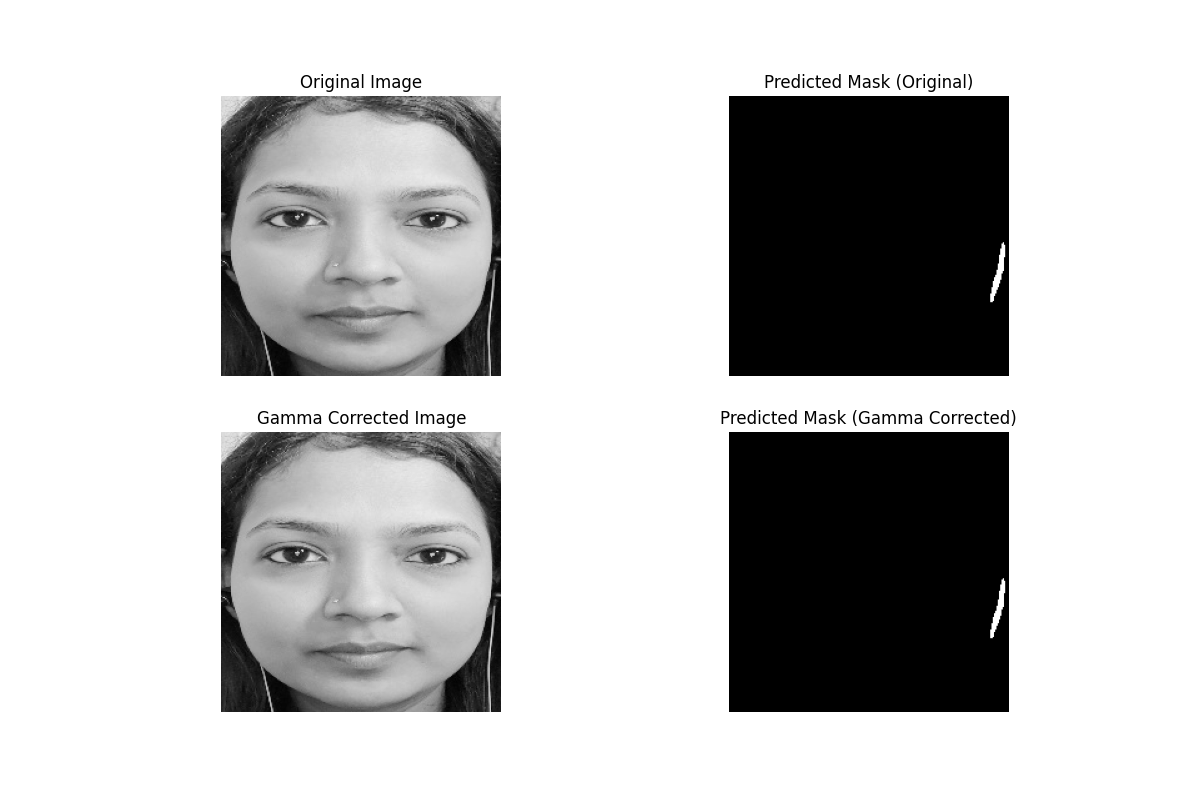 Original Image
Predicted Mask (Original)
Gamma Corrected Image
Predicted Mask (Gamma Corrected)